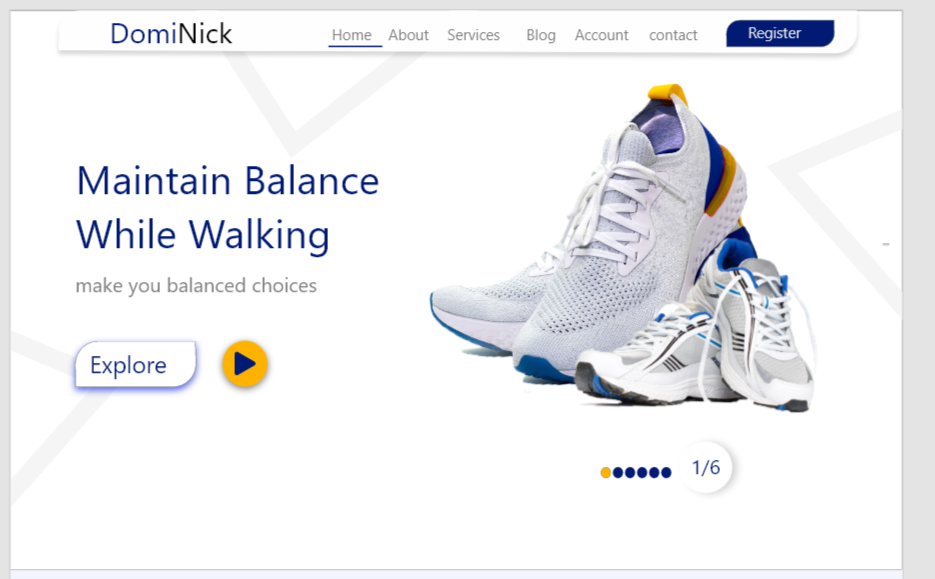 DomiNick
Home About Services Blog Account contact Register
Maintain Balance
While Walking
make you balanced choices
Explore
1/6